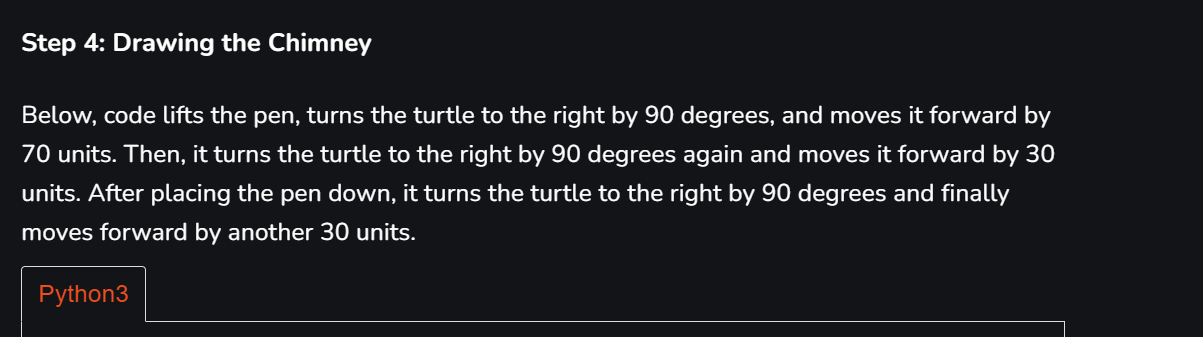 Step 4: Drawing the Chimney
Below, code lifts the pen, turns the turtle to the right by 90 degrees, and moves it forward by
70 units. Then, it turns the turtle to the right by 90 degrees again and moves it forward by 30
units. After placing the pen down, it turns the turtle to the right by 90 degrees and finally
moves forward by another 30 units.
Python3